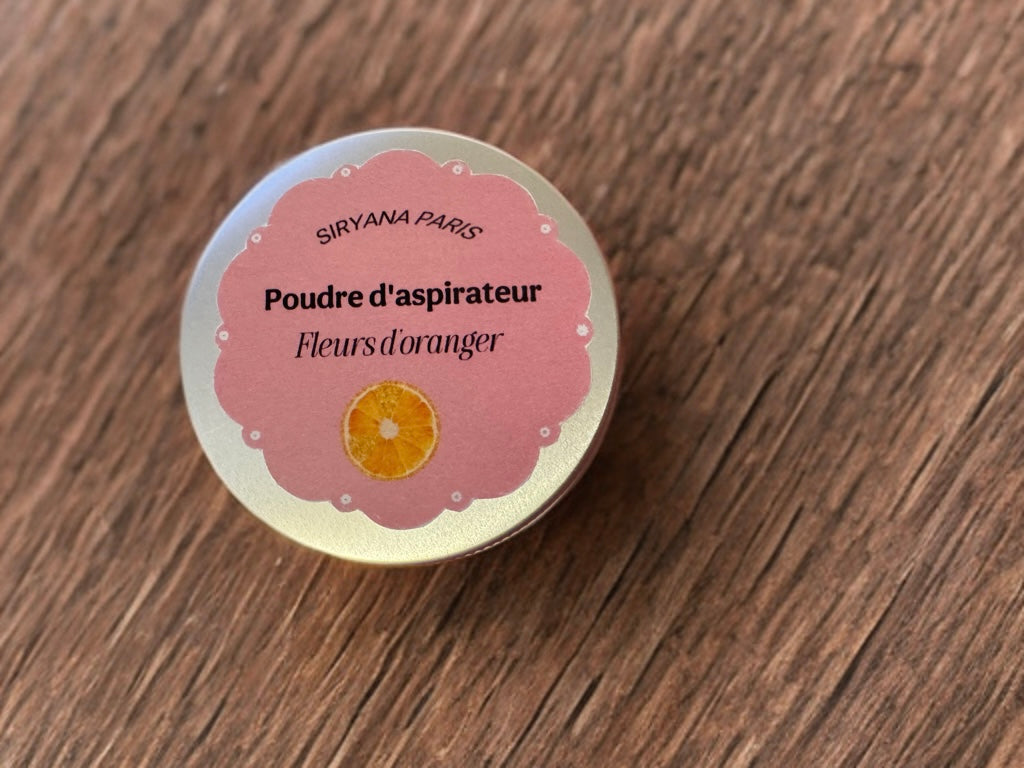 SIRYANA PARIS
Poudre d'aspirateur
Fleurs d'oranger